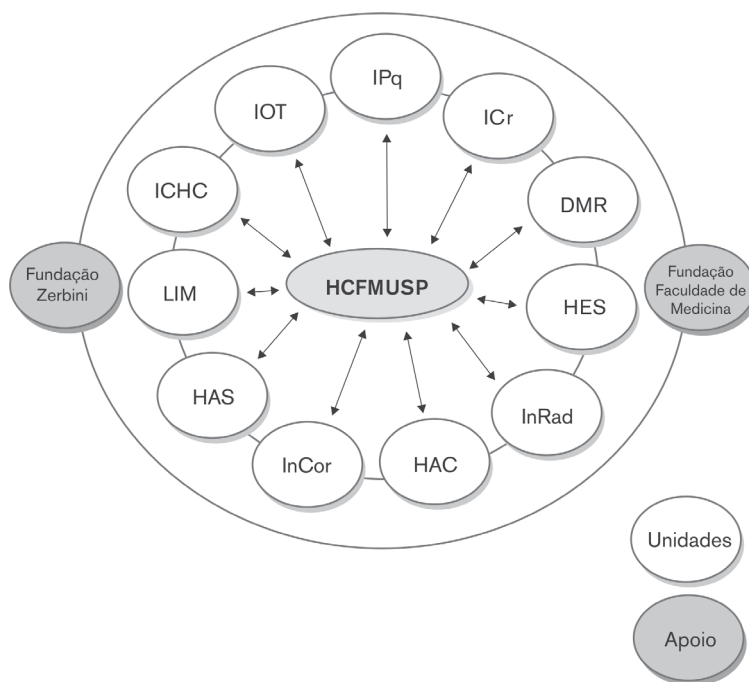 IPq
IOT
ICr
ICHC
DMR
Fundação
Zerbini
LIM
HCFMUSP
HES
Fundação
Faculdade de
Medicina
HAS
InRad
InCor
HAC
Unidades
Apoio